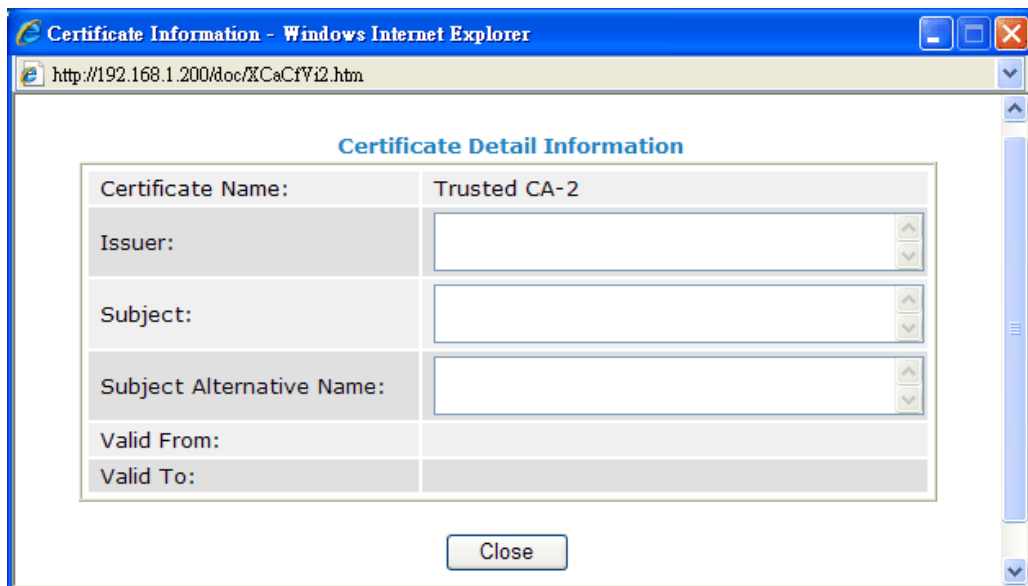 Certificate Information - Windows Internet Explorer
http://192.168.1.200/doc/XCaCfVi2.htm
Certificate Detail Information
Certificate Name: Trusted CA-2
Issuer:
Subject:
Subject Alternative Name:
Valid From:
Valid To:
Close